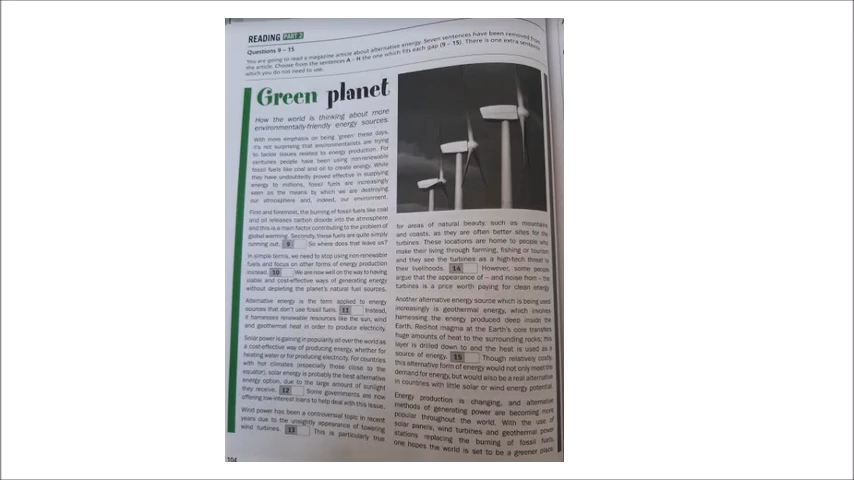 READING PART 2
Questions 9 – 15
You are going to read a magazine article about alternative energy. Seven sentences have been removed from
the article. Choose from the sentences A – H the one which fits each gap (9 – 15). There is one extra sentence
which you do not need to use.
Green planet
How the world is thinking about more
environmentally-friendly energy sources.
With more emphasis on being 'green' these days,
it's not surprising that environmentalists are trying
to tackle issues related to energy production. For
centuries people have been using non-renewable
fossil fuels like coal and oil to create energy. While
they have undoubtedly proved effective in supplying
energy to millions, fossil fuels are increasingly
seen as the means by which we are destroying
our atmosphere and, indeed, our environment.
First and foremost, the burning of fossil fuels like coal
and oil releases carbon dioxide into the atmosphere
and this is a main factor contributing to the problem of
global warming. Secondly, those fuels are quite simply
running out. 9 So where does that leave us?
In simple terms, we need to stop using non-renewable
fuels and focus on other forms of energy production
instead. 10 We are now well on the way to having
viable and cost-effective ways of generating energy
without depleting the planet's natural fuel sources.
Alternative energy is the term applied to energy
sources that don't use fossil fuels. 11 Instead,
it harnesses renewable resources like the sun, wind
and geothermal heat in order to produce electricity.
Solar power is gaining in popularity all over the world as
a cost-effective way of producing energy, whether for
heating water or for producing electricity. For countries
with hot climates (especially those close to the
equator), solar energy is probably the best alternative
energy option, due to the large amount of sunlight
they receive. 12 Some governments are now
offering low-interest loans to help deal with this issue.
Wind power has been a controversial topic in recent
years due to the unsightly appearance of towering
wind turbines. 13 This is particularly true
for areas of natural beauty, such as mountains
and coasts, as they are often better sites for the
turbines. These locations are home to people who
make their living through farming, fishing or tourism
and they see the turbines as a high-tech threat to
their livelihoods. 14 However, some people
argue that the appearance of – and noise from – the
turbines is a price worth paying for clean energy.
Another alternative energy source which is being used
increasingly is geothermal energy, which involves
harnessing the energy produced deep inside the
Earth. Red-hot magma at the Earth's core transfers
huge amounts of heat to the surrounding rocks; this
layer is drilled down to and the heat is used as a
source of energy. 15 Though relatively costly,
this alternative form of energy would not only meet the
demand for energy, but would also be a real alternative
in countries with little solar or wind energy potential.
Energy production is changing, and alternative
methods of generating power are becoming more
popular throughout the world. With the use of
solar panels, wind turbines and geothermal power
stations replacing the burning of fossil fuels,
one hopes the world is set to be a greener place.
104